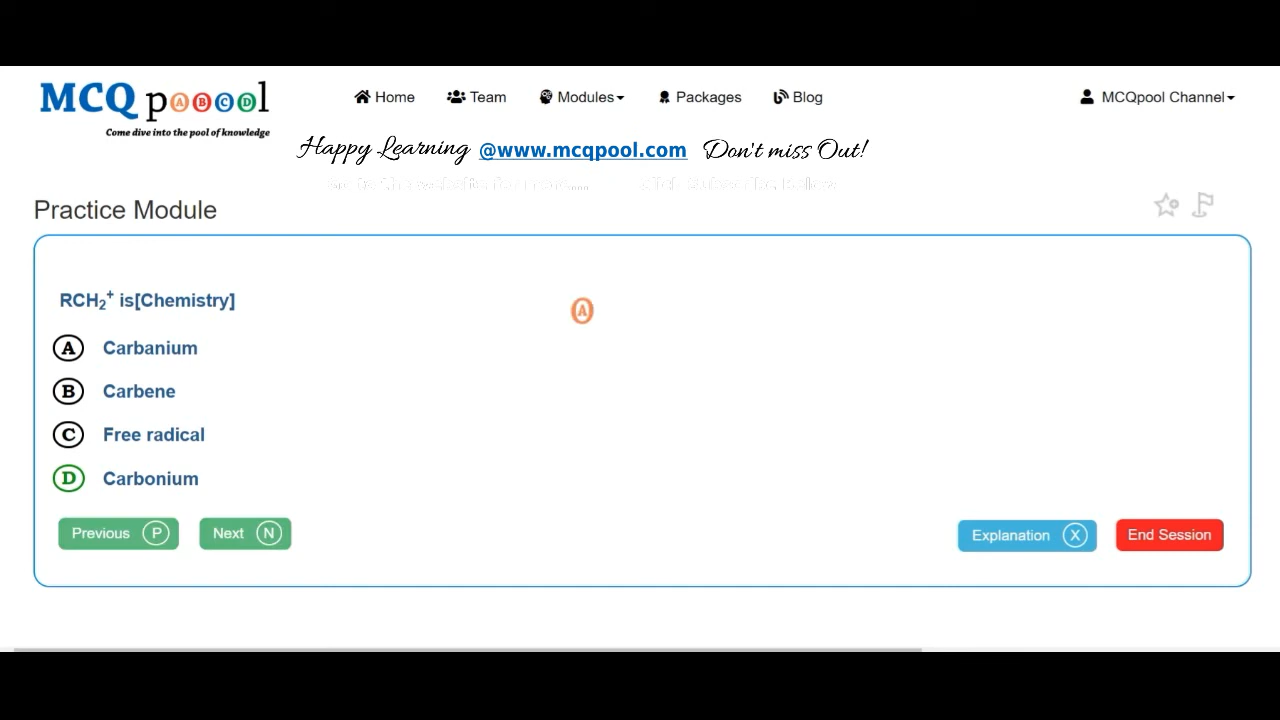 MCQ pooool
A B C D
Come dive into the pool of knowledge
Home Team Modules Packages Blog MCQpool Channel
Happy Learning @www.mcqpool.com Don't miss Out!
Practice Module
RCH₂⁺ is[Chemistry]
A
A Carbanium
B Carbene
C Free radical
D Carbonium
Previous P Next N Explanation X End Session